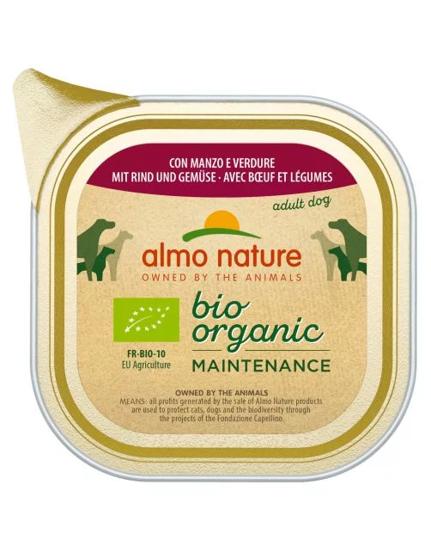 CON MANZO E VERDURE
MIT RIND UND GEMÜSE · AVEC BŒUF ET LÉGUMES
adult dog
almo nature
OWNED BY THE ANIMALS
bio
organic
MAINTENANCE
FR-BIO-10
EU Agriculture
OWNED BY THE ANIMALS
MEANS: all profits generated by the sale of Almo Nature products
are used to protect cats, dogs and the biodiversity through
the projects of the Fondazione Capellino.